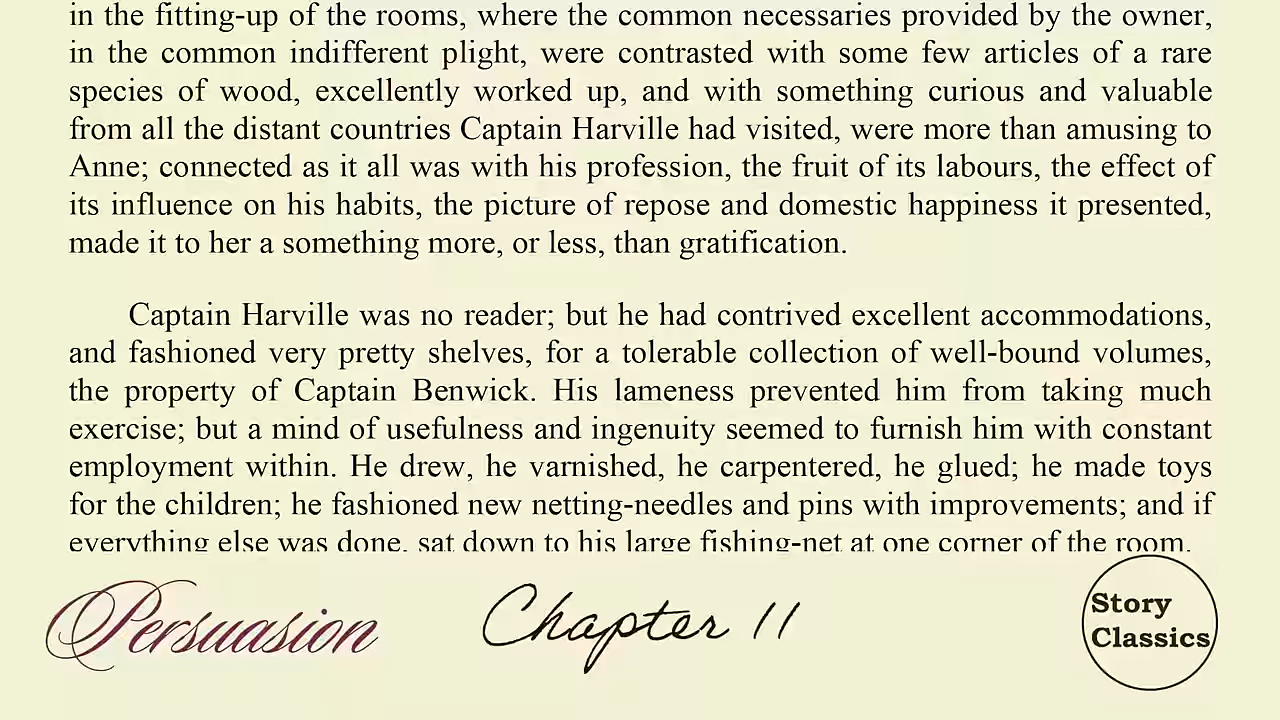 in the fitting-up of the rooms, where the common necessaries provided by the owner,
in the common indifferent plight, were contrasted with some few articles of a rare
species of wood, excellently worked up, and with something curious and valuable
from all the distant countries Captain Harville had visited, were more than amusing to
Anne; connected as it all was with his profession, the fruit of its labours, the effect of
its influence on his habits, the picture of repose and domestic happiness it presented,
made it to her a something more, or less, than gratification.
Captain Harville was no reader; but he had contrived excellent accommodations,
and fashioned very pretty shelves, for a tolerable collection of well-bound volumes,
the property of Captain Benwick. His lameness prevented him from taking much
exercise; but a mind of usefulness and ingenuity seemed to furnish him with constant
employment within. He drew, he varnished, he carpentered, he glued; he made toys
for the children; he fashioned new netting-needles and pins with improvements; and if
everything else was done, sat down to his large fishing-net at one corner of the room.
Persuasion
Chapter 11
Story
Classics